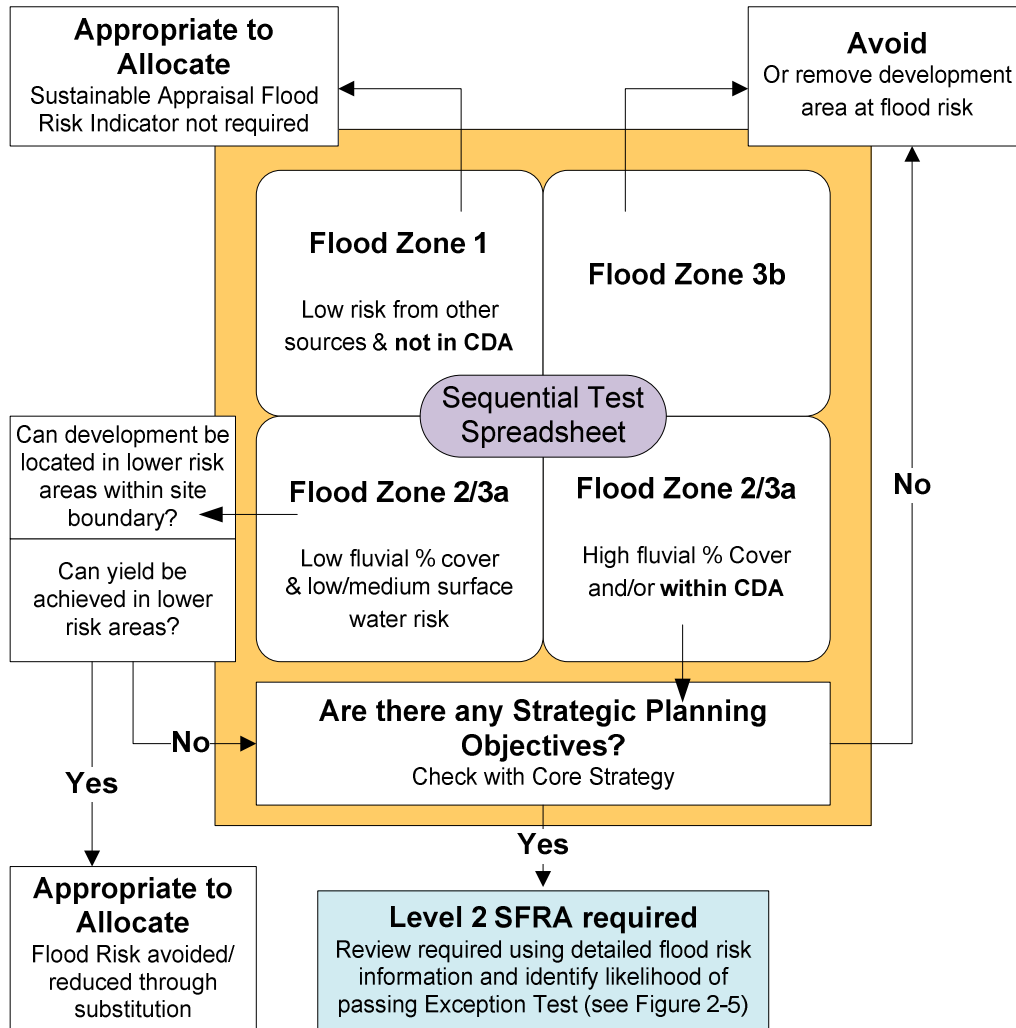 Appropriate to
Allocate
Sustainable Appraisal Flood
Risk Indicator not required
Avoid
Or remove development
area at flood risk
Flood Zone 1
Low risk from other
sources & not in CDA
Flood Zone 3b
Sequential Test
Spreadsheet
Can development be
located in lower risk
areas within site
boundary?
Can yield be
achieved in lower
risk areas?
Flood Zone 2/3a
Low fluvial % cover
& low/medium surface
water risk
Flood Zone 2/3a
High fluvial % Cover
and/or within CDA
No
Are there any Strategic Planning
Objectives?
Check with Core Strategy
No
Yes
Yes
Appropriate to
Allocate
Flood Risk avoided/
reduced through
substitution
Level 2 SFRA required
Review required using detailed flood risk
information and identify likelihood of
passing Exception Test (see Figure 2-5)